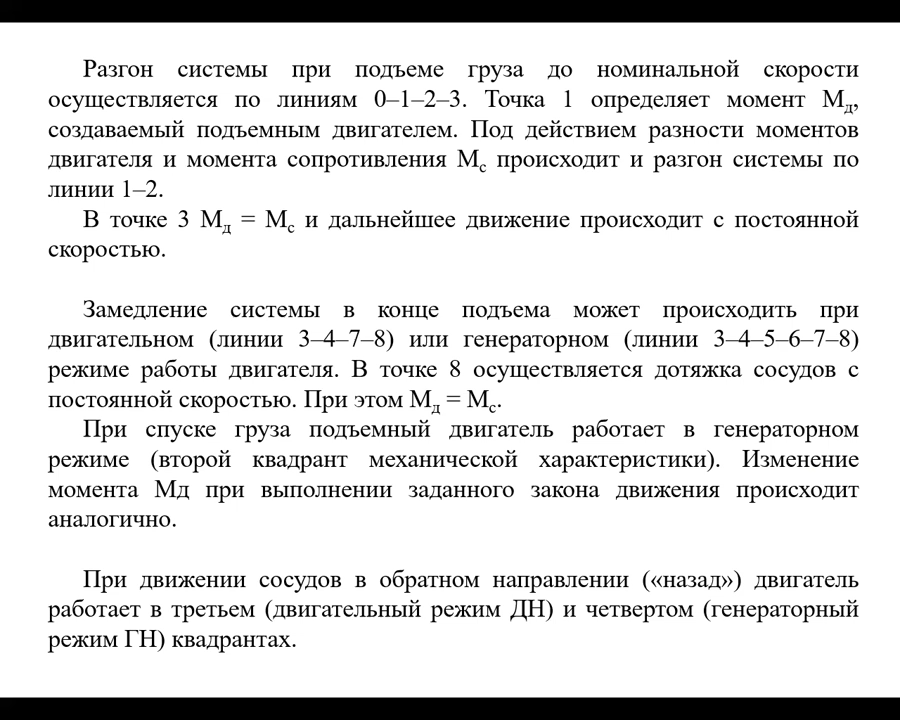 Разгон системы при подъеме груза до номинальной скорости
осуществляется по линиям 0–1–2–3. Точка 1 определяет момент Мд,
создаваемый подъемным двигателем. Под действием разности моментов
двигателя и момента сопротивления Мс происходит и разгон системы по
линии 1–2.
В точке 3 Мд = Мс и дальнейшее движение происходит с постоянной
скоростью.
Замедление системы в конце подъема может происходить при
двигательном (линии 3–4–7–8) или генераторном (линии 3–4–5–6–7–8)
режиме работы двигателя. В точке 8 осуществляется дотяжка сосудов с
постоянной скоростью. При этом Мд = Мс.
При спуске груза подъемный двигатель работает в генераторном
режиме (второй квадрант механической характеристики). Изменение
момента Мд при выполнении заданного закона движения происходит
аналогично.
При движении сосудов в обратном направлении («назад») двигатель
работает в третьем (двигательный режим ДН) и четвертом (генераторный
режим ГН) квадрантах.